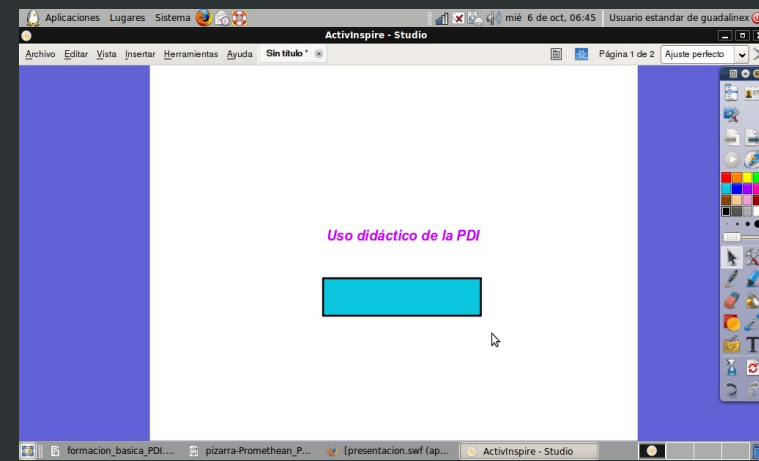 Aplicaciones Lugares Sistema mié 6 de oct, 06:45 Usuario estandar de guadalinex
ActivInspire - Studio
Archivo Editar Vista Insertar Herramientas Ayuda Sin título * Página 1 de 2 Ajuste perfecto
Uso didáctico de la PDI
T
formacion_basica_PDI.... pizarra-Promethean_P... [presentacion.swf (ap... ActivInspire - Studio